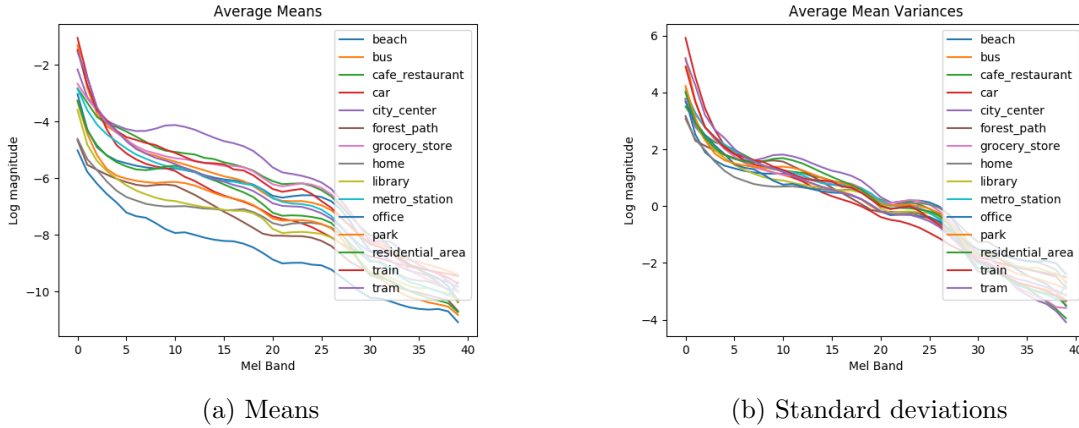 Average Means
Log magnitude
−2
−4
−6
−8
−10
0 5 10 15 20 25 30 35 40
Mel Band
beach
bus
cafe_restaurant
car
city_center
forest_path
grocery_store
home
library
metro_station
office
park
residential_area
train
tram
(a) Means
Average Mean Variances
Log magnitude
6
4
2
0
−2
−4
0 5 10 15 20 25 30 35 40
Mel Band
beach
bus
cafe_restaurant
car
city_center
forest_path
grocery_store
home
library
metro_station
office
park
residential_area
train
tram
(b) Standard deviations